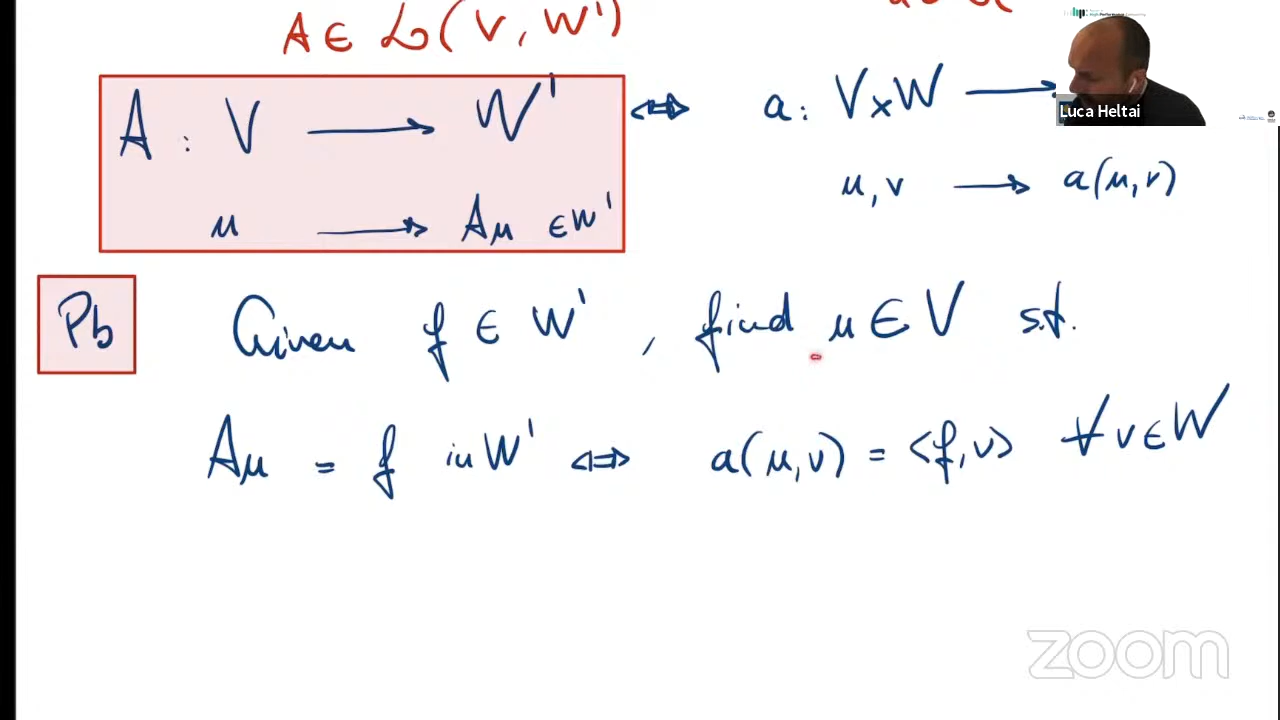 A ∈ L(V, W')
A : V → W' ⇔ a : V x W →
Luca Heltai
u → Au ∈ W'
u, v → a(u, v)
Pb Given f ∈ W', find u ∈ V s.t.
Au = f in W' ⇔ a(u, v) = <f, v> ∀ v ∈ W
zoom